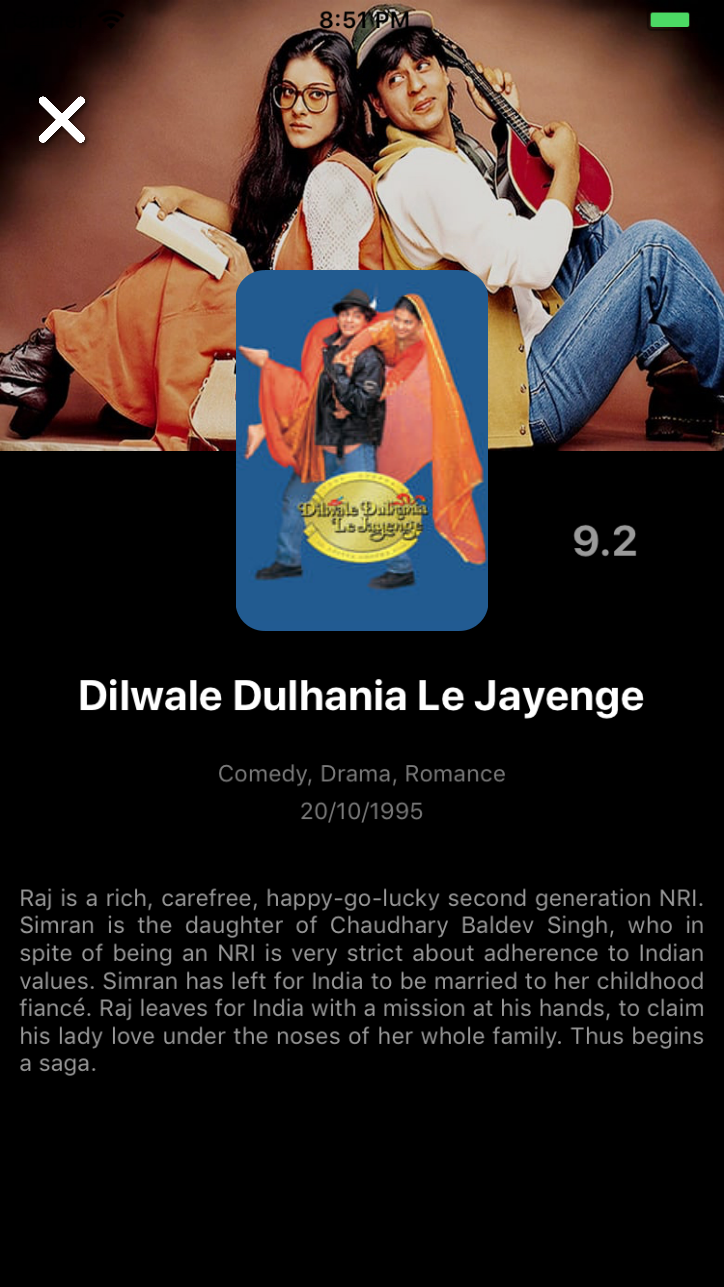 8:51 PM
Dilwale Dulhania
Le Jayenge
9.2
Dilwale Dulhania Le Jayenge
Comedy, Drama, Romance
20/10/1995
Raj is a rich, carefree, happy-go-lucky second generation NRI.
Simran is the daughter of Chaudhary Baldev Singh, who in
spite of being an NRI is very strict about adherence to Indian
values. Simran has left for India to be married to her childhood
fiancé. Raj leaves for India with a mission at his hands, to claim
his lady love under the noses of her whole family. Thus begins
a saga.